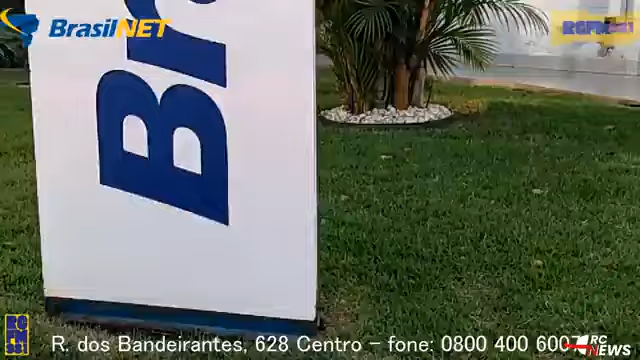 BrasilNET
Br
R. dos Bandeirantes, 628 Centro - fone: 0800 400 600
RC
NEWS